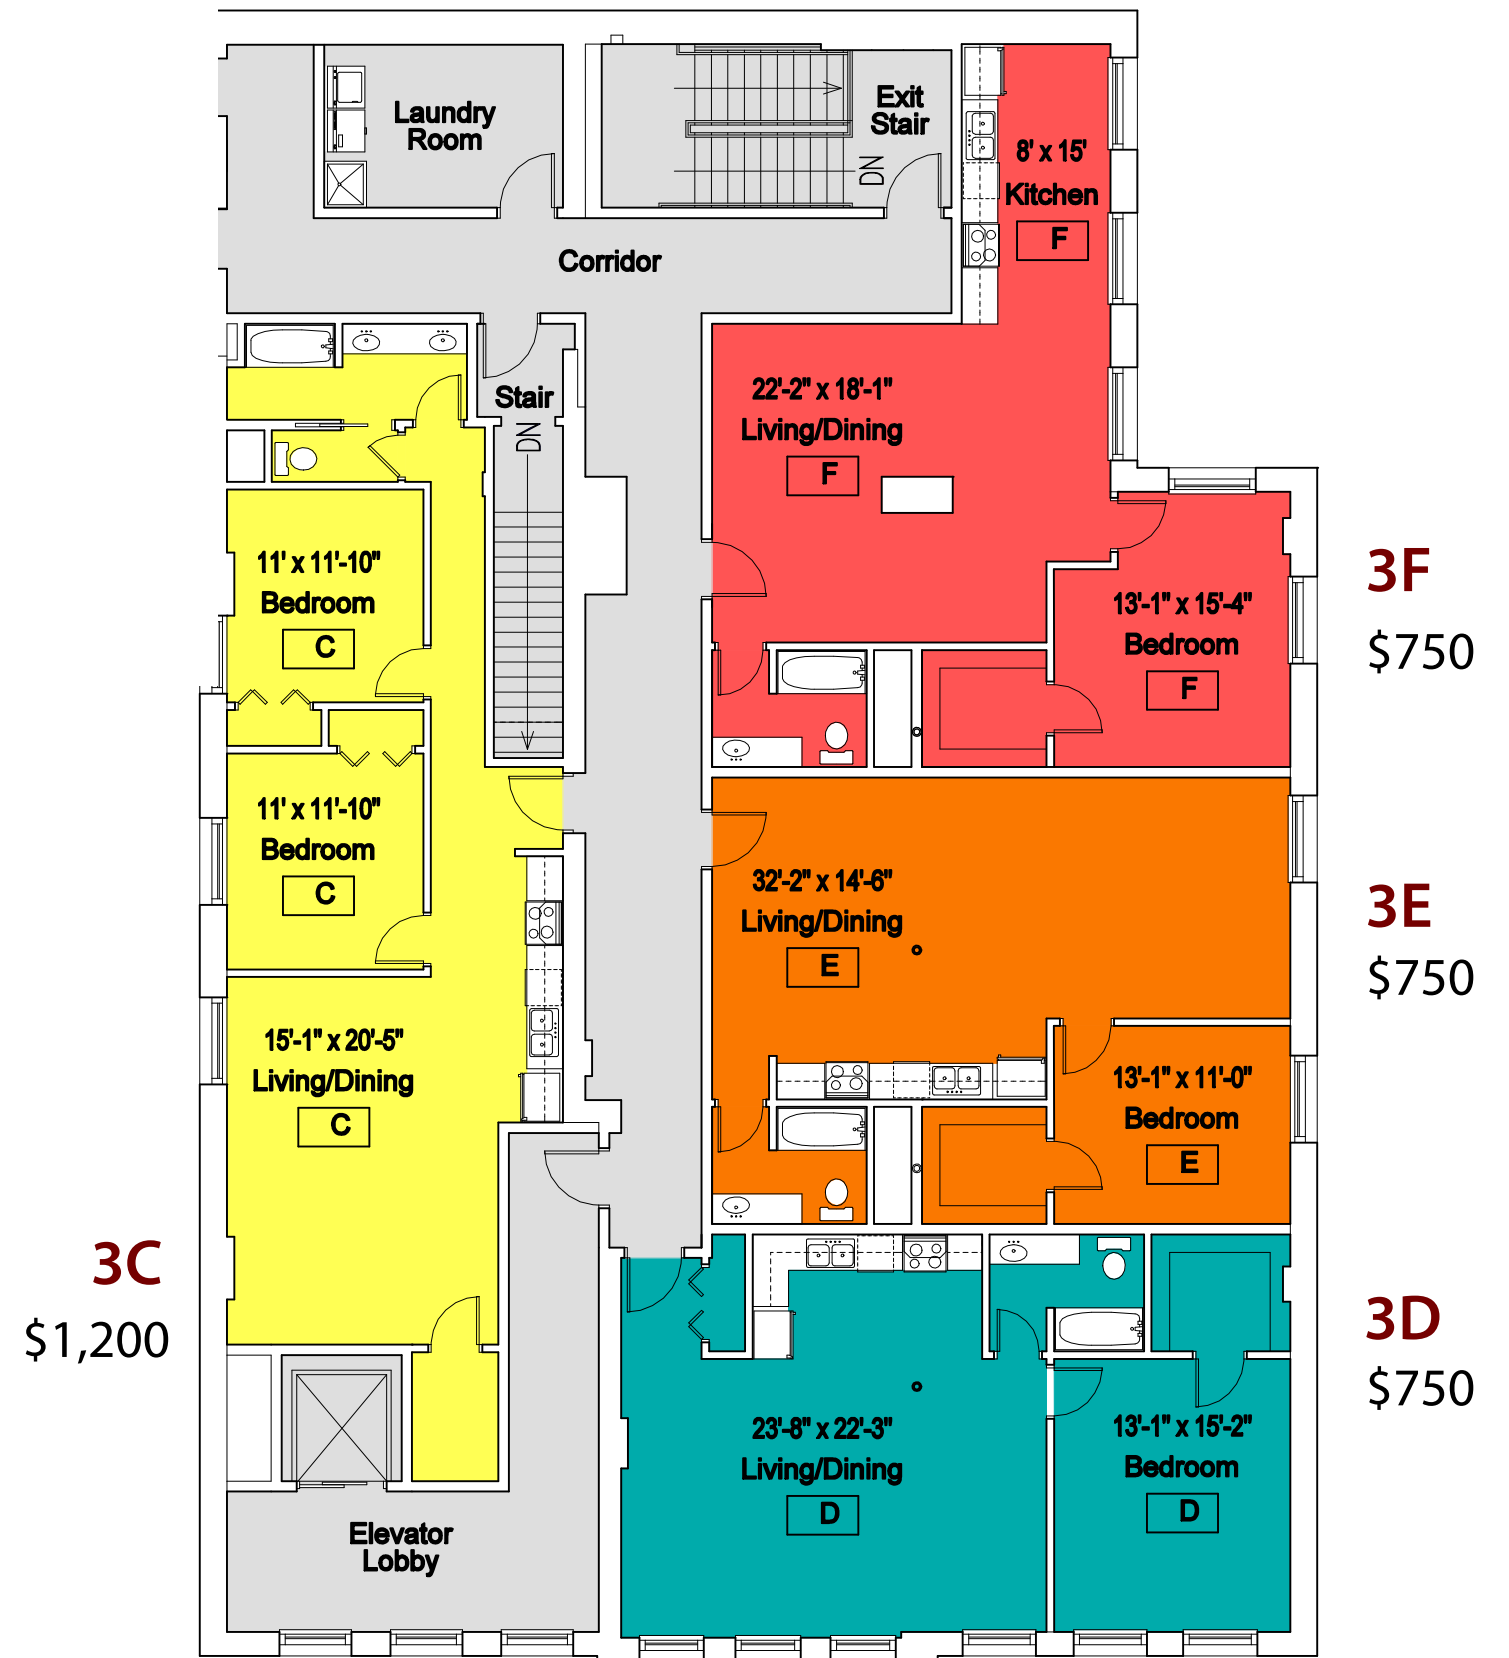 Laundry
Room
Exit
Stair
DN
8' x 15'
Kitchen
F
Corridor
Stair
DN
22'-2" x 18'-1"
Living/Dining
F
11' x 11'-10"
Bedroom
C
13'-1" x 15'-4"
Bedroom
F
3F
$750
11' x 11'-10"
Bedroom
C
32'-2" x 14'-6"
Living/Dining
E
3E
$750
15'-1" x 20'-5"
Living/Dining
C
13'-1" x 11'-0"
Bedroom
E
3C
$1,200
3D
$750
23'-8" x 22'-3"
Living/Dining
D
13'-1" x 15'-2"
Bedroom
D
Elevator
Lobby